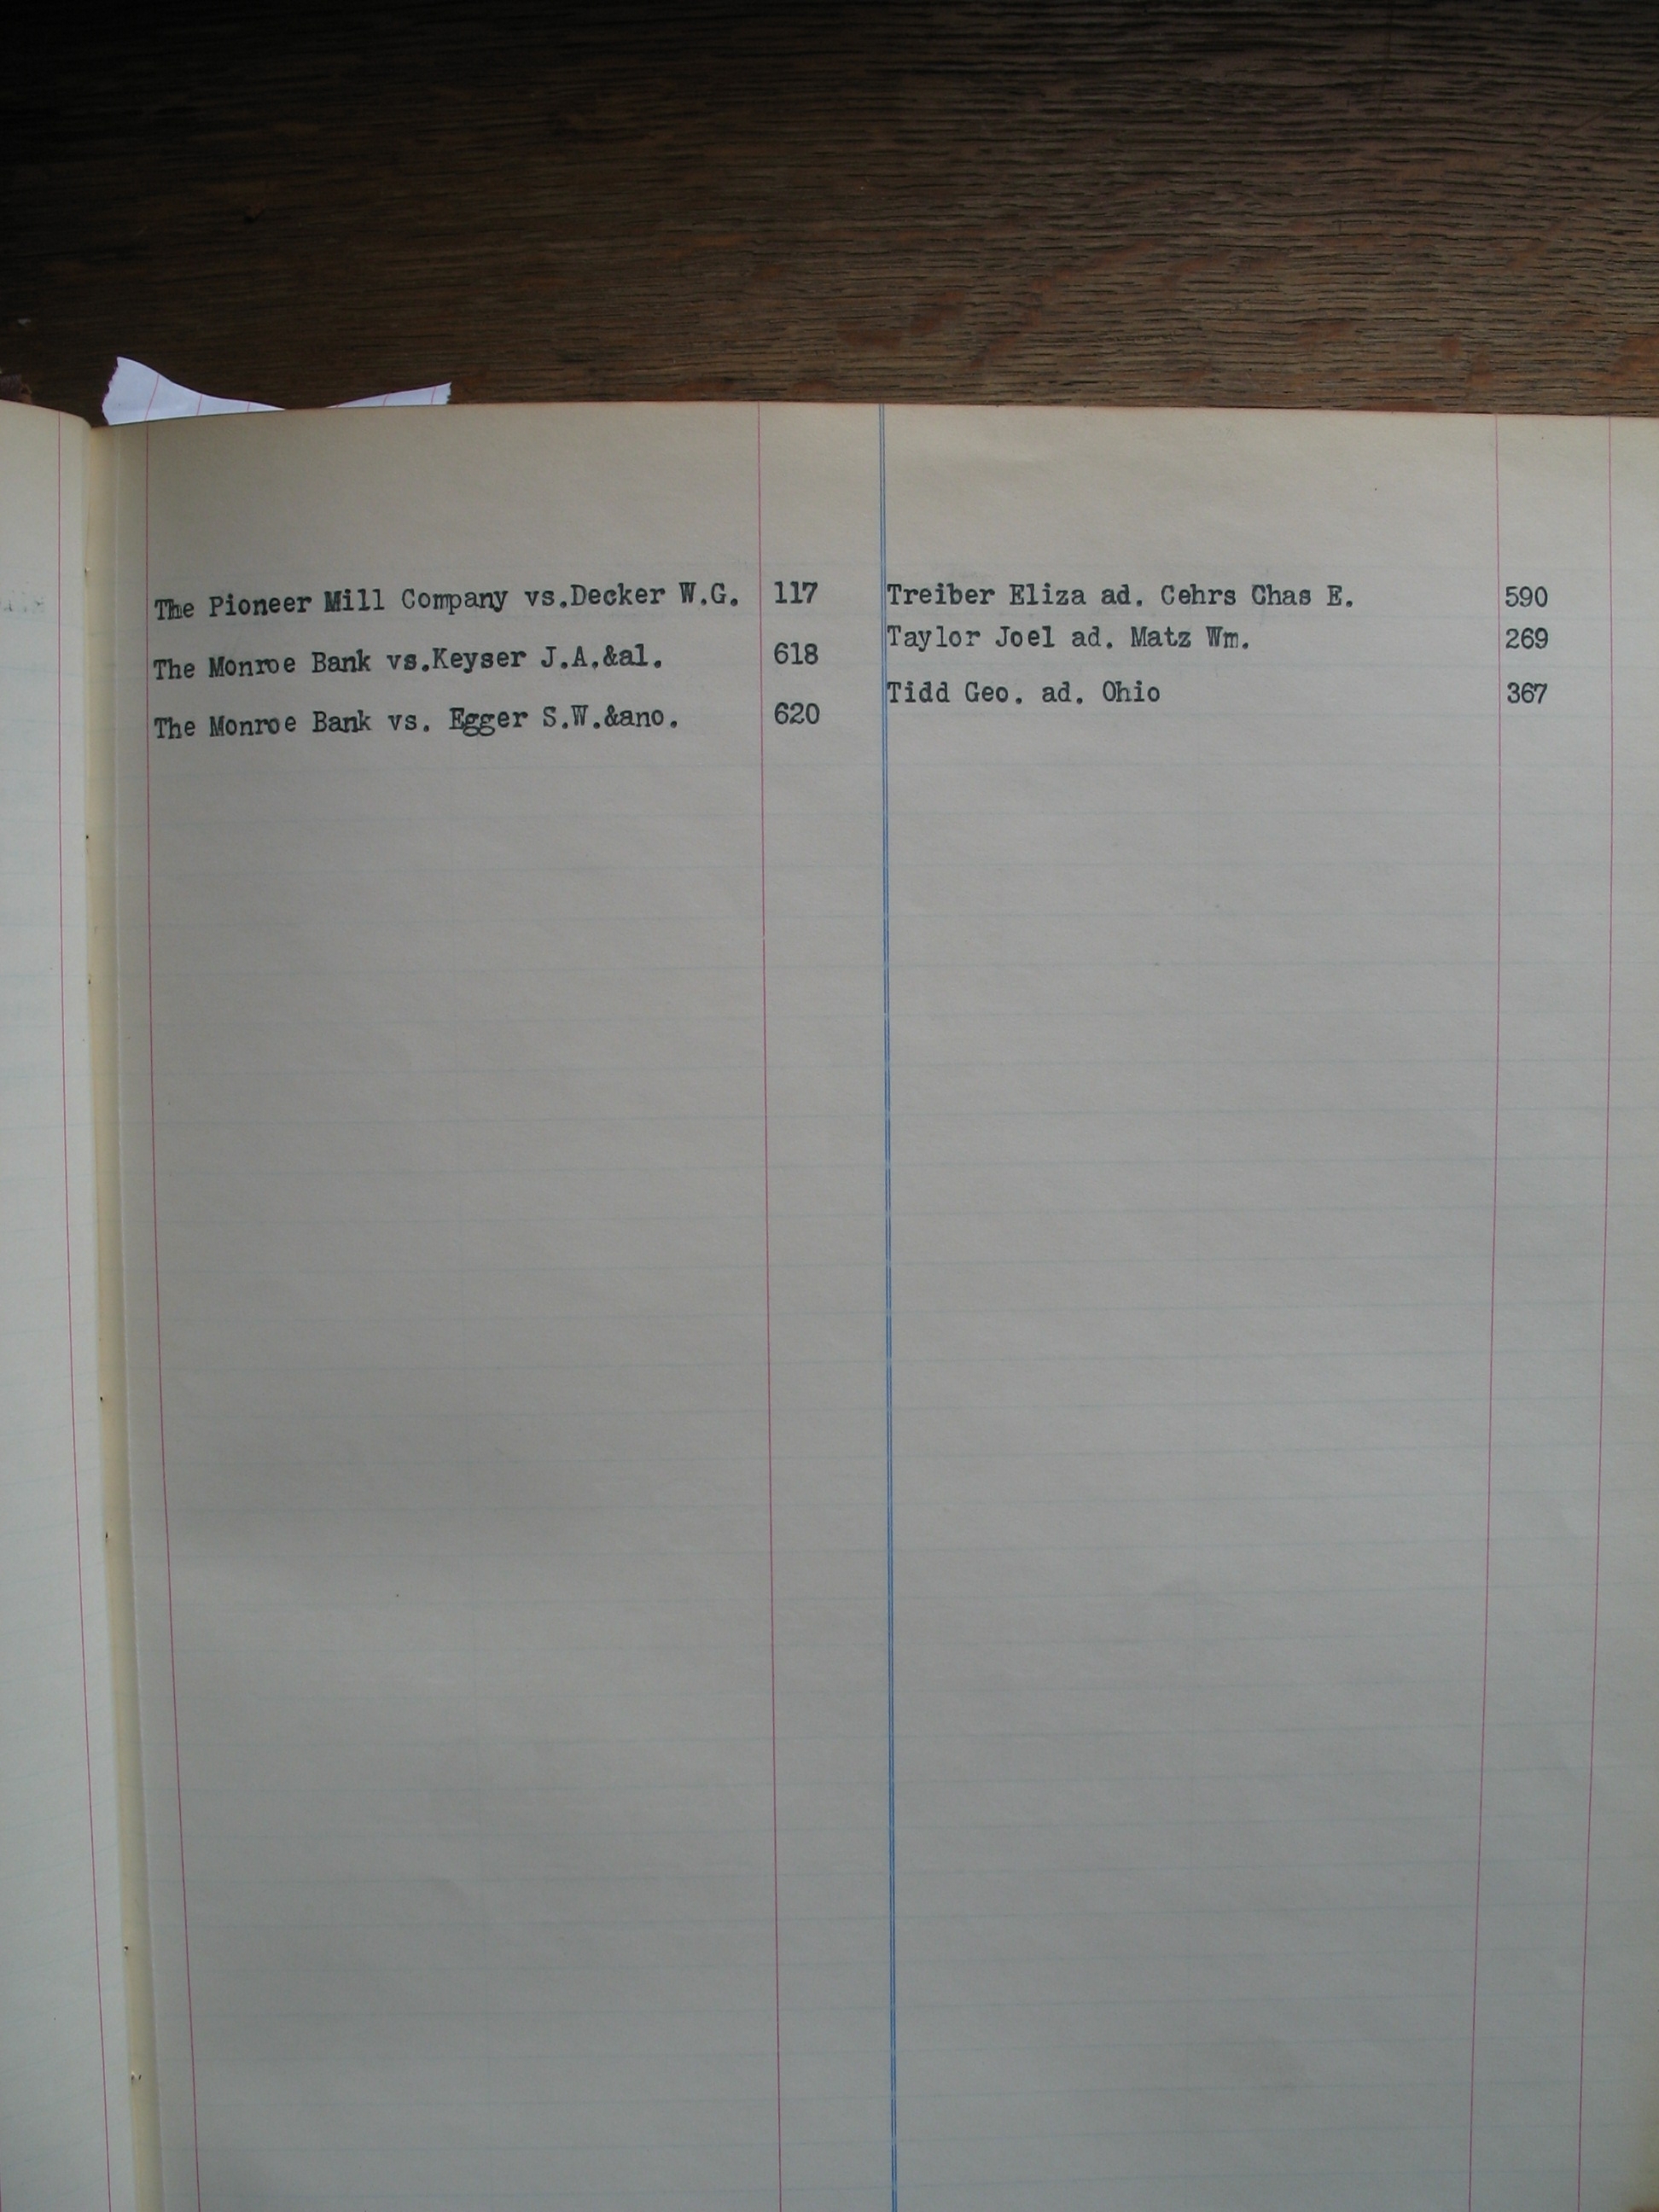 The Pioneer Mill Company vs.Decker W.G. 117
The Monroe Bank vs.Keyser J.A.&al. 618
The Monroe Bank vs. Egger S.W.&ano. 620
Treiber Eliza ad. Cehrs Chas E. 590
Taylor Joel ad. Matz Wm. 269
Tidd Geo. ad. Ohio 367